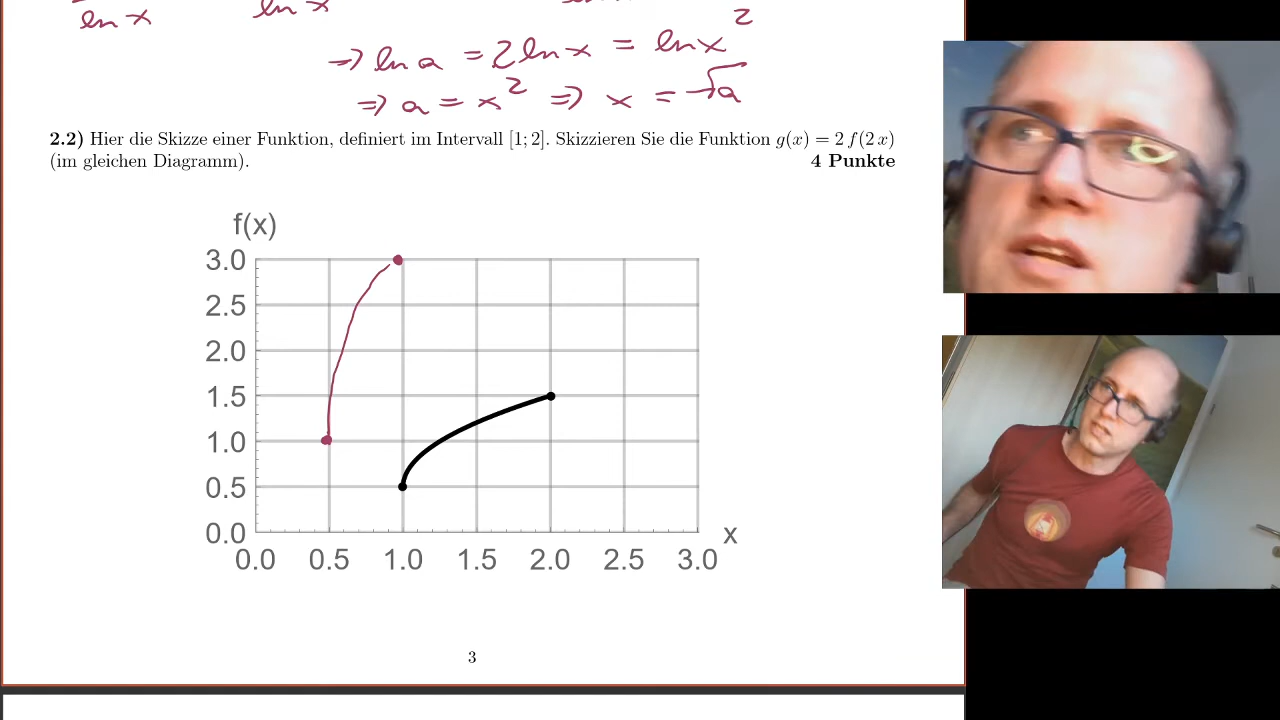 ln x ln x
⇒ ln a = 2 ln x = ln x²
⇒ a = x² ⇒ x = √a
2.2) Hier die Skizze einer Funktion, definiert im Intervall [1; 2]. Skizzieren Sie die Funktion g(x) = 2 f(2 x)
(im gleichen Diagramm). 4 Punkte
f(x)
3.0
2.5
2.0
1.5
1.0
0.5
0.0
x
0.0 0.5 1.0 1.5 2.0 2.5 3.0
3